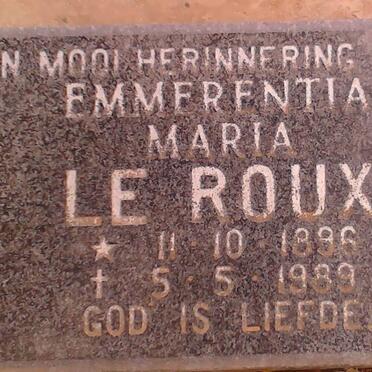 N MOOI HERINNERING
EMMERENTIA
MARIA
LE ROUX
★ 11·10·1896
† 5·5·1989
GOD IS LIEFDE